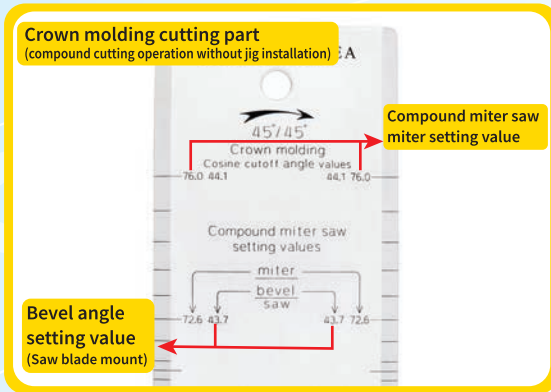 Crown molding cutting part
(compound cutting operation without jig installation)
EA
45°/45°
Crown molding
Cosine cutoff angle values
76.0 44.1
44.1 76.0
Compound miter saw
miter setting value
Compound miter saw
setting values
miter
bevel
saw
72.6 43.7
43.7 72.6
Bevel angle
setting value
(Saw blade mount)